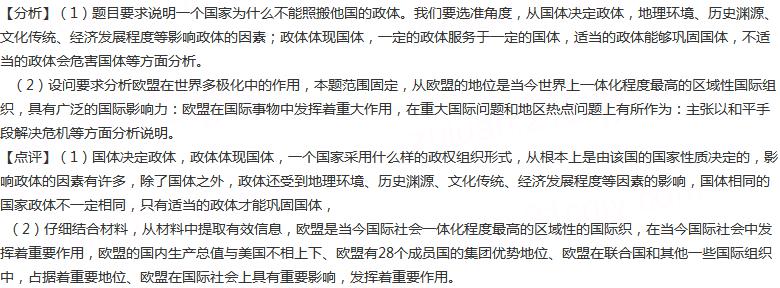 【分析】（1）题目要求说明一个国家为什么不能照搬他国的政体。我们要选准角度，从国体决定政体，地理环境、历史渊源、
文化传统、经济发展程度等影响政体的因素；政体体现国体，一定的政体服务于一定的国体，适当的政体能够巩固国体，不适
当的政体会危害国体等方面分析。
（2）设问要求分析欧盟在世界多极化中的作用，本题范围固定，从欧盟的地位是当今世界上一体化程度最高的区域性国际组
织，具有广泛的国际影响力：欧盟在国际事物中发挥着重大作用，在重大国际问题和地区热点问题上有所作为：主张以和平手
段解决危机等方面分析说明。
【点评】（1）国体决定政体，政体体现国体，一个国家采用什么样的政权组织形式，从根本上是由该国的国家性质决定的，影
响政体的因素有许多，除了国体之外，政体还受到地理环境、历史渊源、文化传统、经济发展程度等因素的影响，国体相同的
国家政体不一定相同，只有适当的政体才能巩固国体，
（2）仔细结合材料，从材料中提取有效信息，欧盟是当今国际社会一体化程度最高的区域性的国际织，在当今国际社会中发
挥着重要作用，欧盟的国内生产总值与美国不相上下、欧盟有28个成员国的集团优势地位、欧盟在联合国和其他一些国际组织
中，占据着重要地位、欧盟在国际社会上具有重要影响，发挥着重要作用。